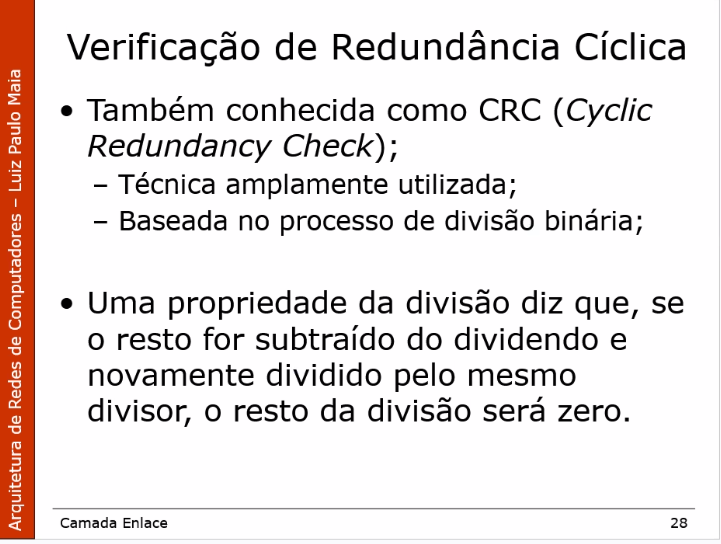 Verificação de Redundância Cíclica
• Também conhecida como CRC (Cyclic
Redundancy Check);
– Técnica amplamente utilizada;
– Baseada no processo de divisão binária;
• Uma propriedade da divisão diz que, se
o resto for subtraído do dividendo e
novamente dividido pelo mesmo
divisor, o resto da divisão será zero.
Arquitetura de Redes de Computadores – Luiz Paulo Maia
Camada Enlace 28